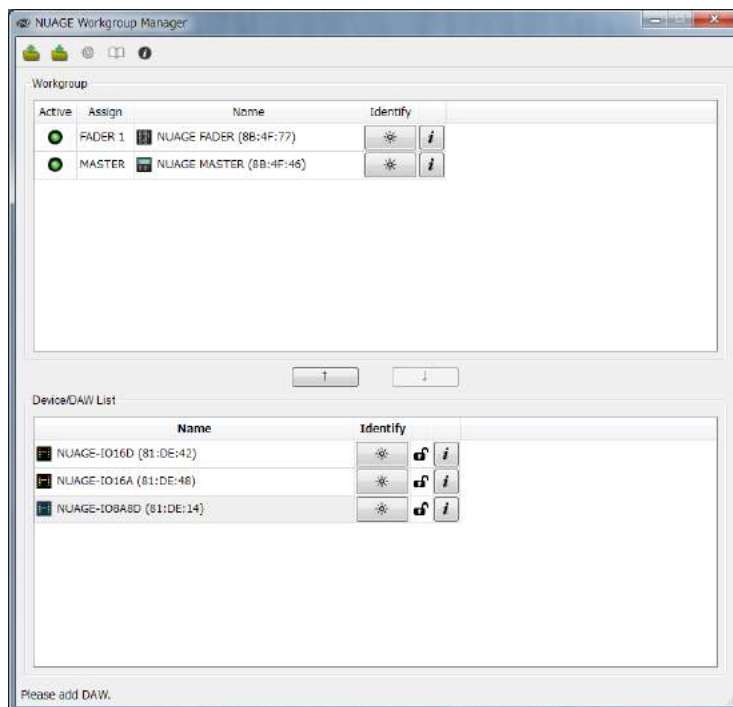 NUAGE Workgroup Manager
Workgroup
Active Assign Name Identify
FADER 1 NUAGE FADER (8B:4F:77) i
MASTER NUAGE MASTER (8B:4F:46) i
↑ ↓
Device/DAW List
Name Identify
NUAGE-IO16D (81:DE:42) i
NUAGE-IO16A (81:DE:48) i
NUAGE-IO8A8D (81:DE:14) i
Please add DAW.